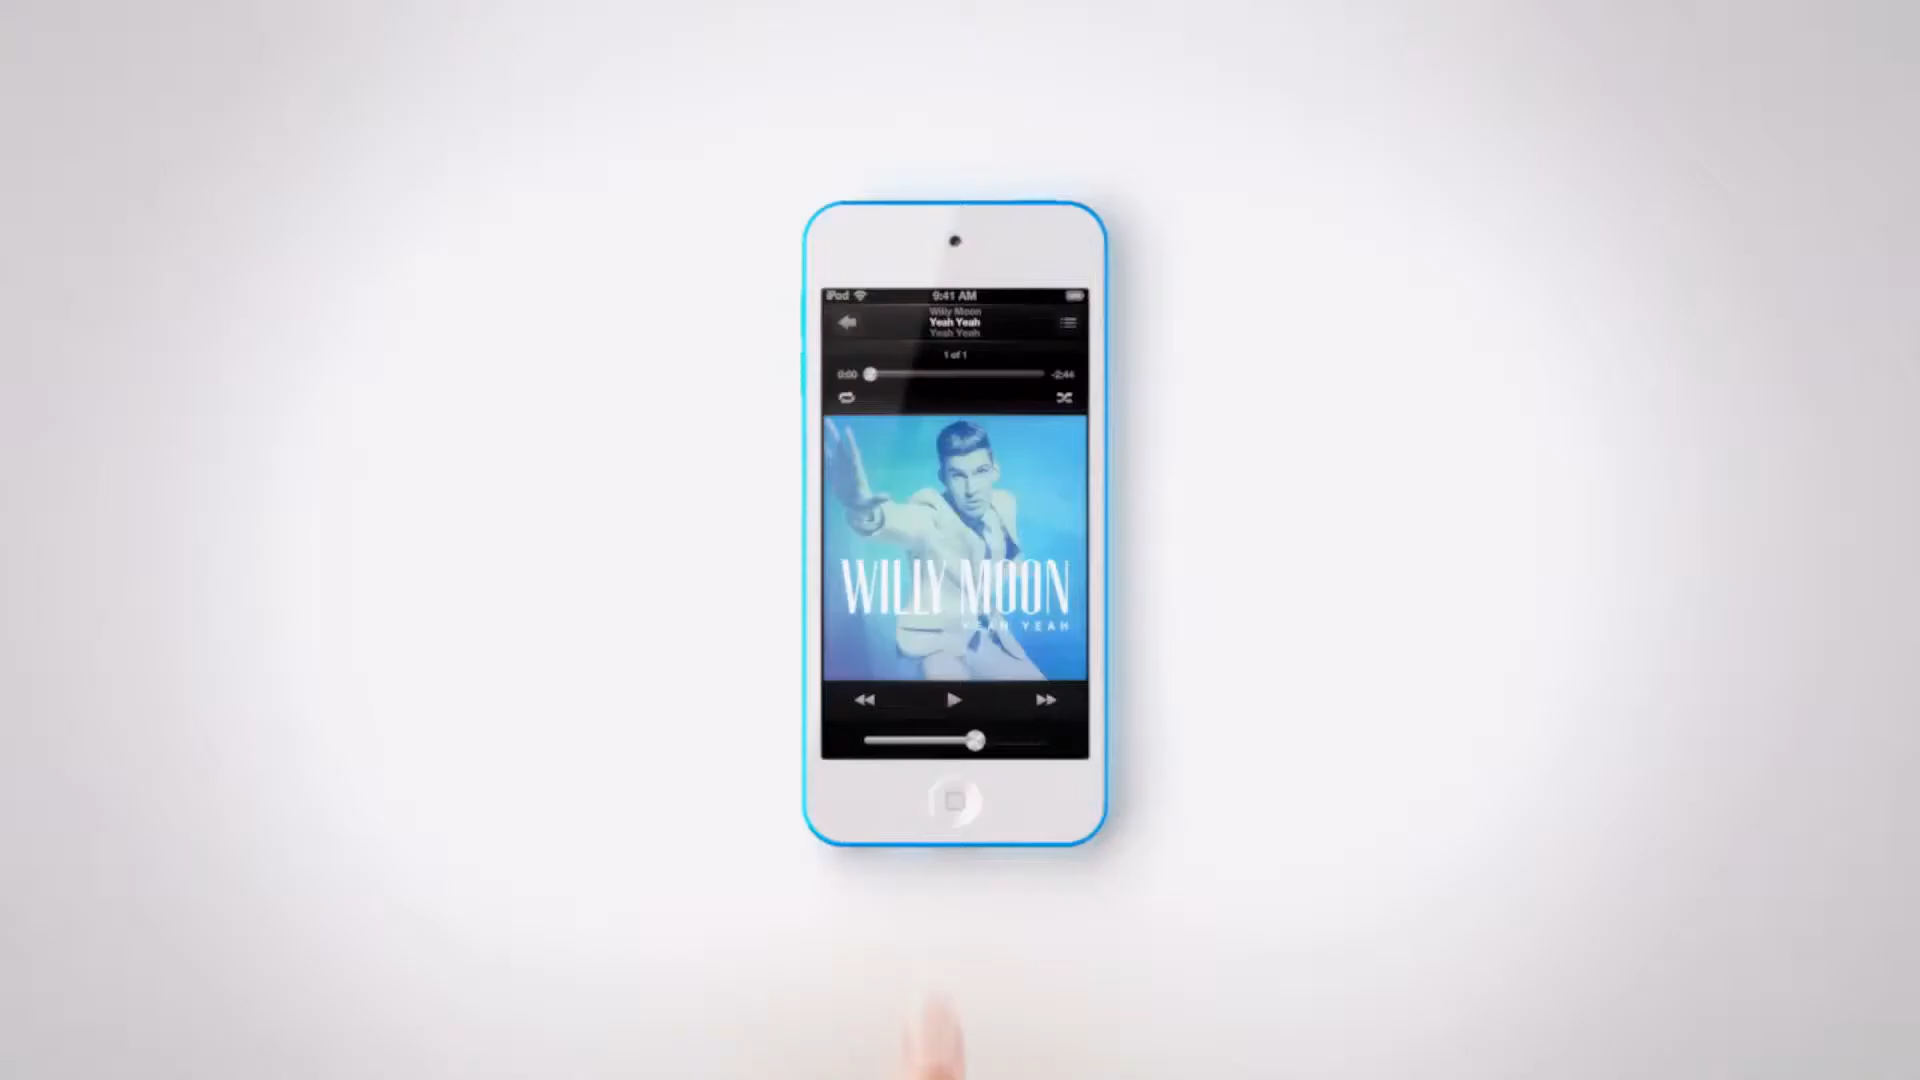 iPod 9:41 AM
Willy Moon
Yeah Yeah
Yeah Yeah
1 of 1
0:00 -2:44
WILLY MOON
YEAH YEAH